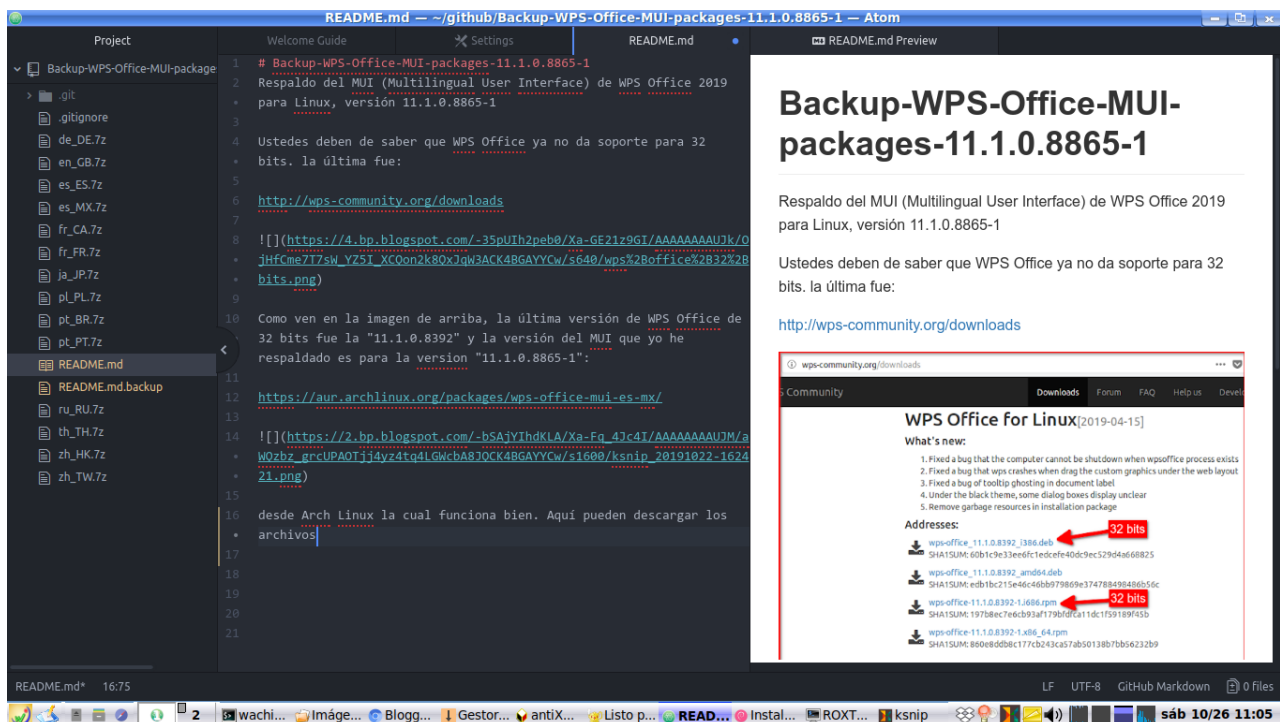 README.md — ~/github/Backup-WPS-Office-MUI-packages-11.1.0.8865-1 — Atom
Project
Welcome Guide
Settings
README.md
README.md Preview
Backup-WPS-Office-MUI-package
.git
.gitignore
de_DE.7z
en_GB.7z
es_ES.7z
es_MX.7z
fr_CA.7z
fr_FR.7z
ja_JP.7z
pl_PL.7z
pt_BR.7z
pt_PT.7z
README.md
README.md.backup
ru_RU.7z
th_TH.7z
zh_HK.7z
zh_TW.7z
1 # Backup-WPS-Office-MUI-packages-11.1.0.8865-1
2 Respaldo del MUI (Multilingual User Interface) de WPS Office 2019
para Linux, versión 11.1.0.8865-1
3
4 Ustedes deben de saber que WPS Office ya no da soporte para 32
bits. la última fue:
5
6 http://wps-community.org/downloads
7
8 ![](https://4.bp.blogspot.com/-35pUIh2peb0/Xa-GE21z9GI/AAAAAAAAUJk/O
jHfCme7T7sW_YZ5I_XCQon2k8QxJqW3ACK4BGAYYCw/s640/wps%2Boffice%2B32%2B
bits.png)
9
10 Como ven en la imagen de arriba, la última versión de WPS Office de
32 bits fue la "11.1.0.8392" y la versión del MUI que yo he
respaldado es para la version "11.1.0.8865-1":
11
12 https://aur.archlinux.org/packages/wps-office-mui-es-mx/
13
14 ![](https://2.bp.blogspot.com/-bSAjYIhdKLA/Xa-Fq_4Jc4I/AAAAAAAAUJM/a
WQzbz_grcUPAOTjj4yz4tq4LGWcbA8JQCK4BGAYYCw/s1600/ksnip_20191022-1624
21.png)
15
16 desde Arch Linux la cual funciona bien. Aquí pueden descargar los
archivos
17
18
19
20
21
Backup-WPS-Office-MUI-
packages-11.1.0.8865-1
Respaldo del MUI (Multilingual User Interface) de WPS Office 2019
para Linux, versión 11.1.0.8865-1
Ustedes deben de saber que WPS Office ya no da soporte para 32
bits. la última fue:
http://wps-community.org/downloads
wps-community.org/downloads
S Community
Downloads Forum FAQ Help us Develo
WPS Office for Linux[2019-04-15]
What's new:
1. Fixed a bug that the computer cannot be shutdown when wpsoffice process exists
2. Fixed a bug that wps crashes when drag the custom graphics under the web layout
3. Fixed a bug of tooltip ghosting in document label
4. Under the black theme, some dialog boxes display unclear
5. Remove garbage resources in installation package
Addresses:
32 bits
wps-office_11.1.0.8392_i386.deb
SHA1SUM: 60b1c9e33ee6fc1edcefe40dc9ec529d4a668825
wps-office_11.1.0.8392_amd64.deb
SHA1SUM: edb1bc215e46c46bb979869e374788498486b56c
32 bits
wps-office-11.1.0.8392-1.i686.rpm
SHA1SUM: 197b8ec7e6cb93af179bfdfca11dc1f59189f45b
wps-office-11.1.0.8392-1.x86_64.rpm
SHA1SUM: 860e8ddb8c177cb243ca57ab50138b7bb56232b9
README.md* 16:75
LF UTF-8 GitHub Markdown 0 files
2 wachi... Imáge... Blogg... Gestor... antiX... Listo p... READ... Instal... ROXT... ksnip sáb 10/26 11:05